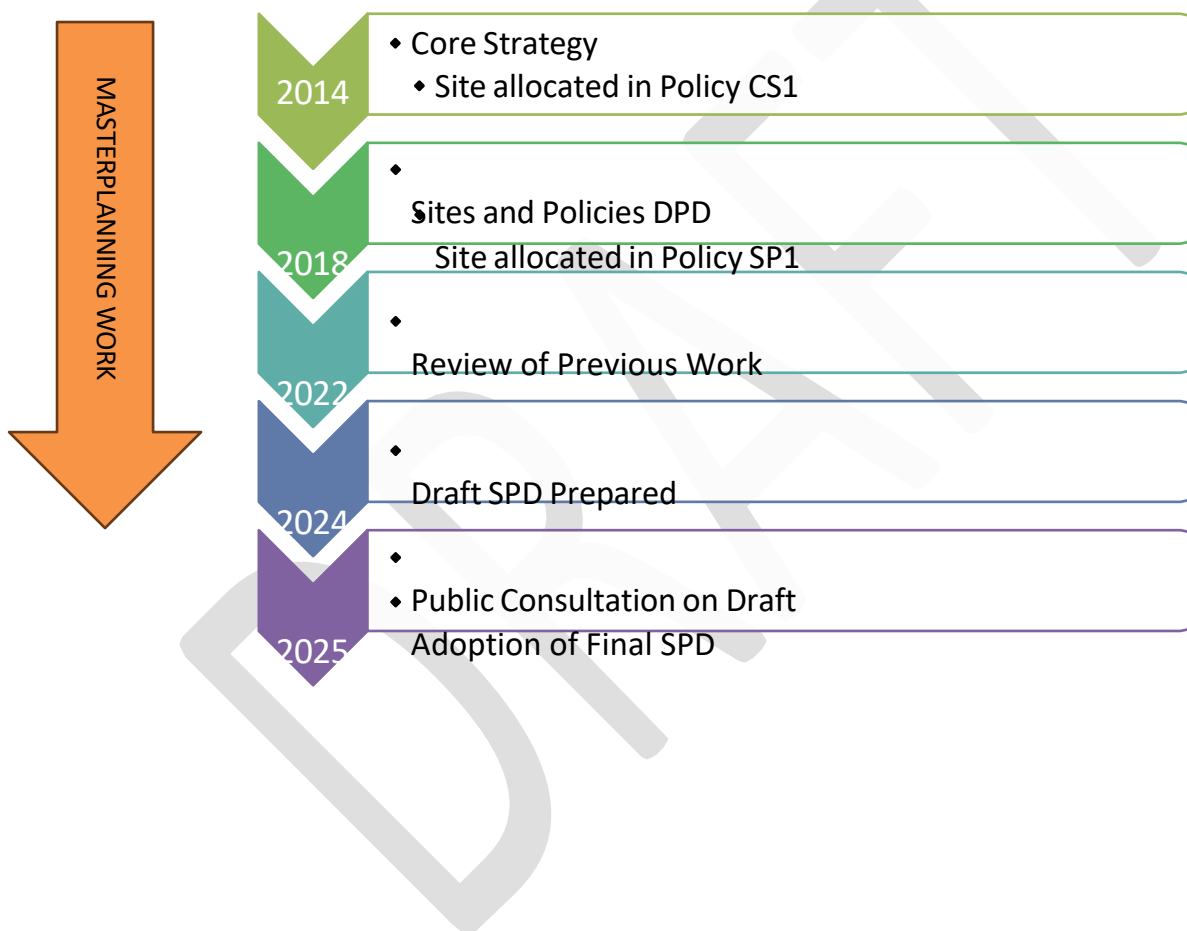 MASTERPLANNING WORK
2014
Core Strategy
Site allocated in Policy CS1
2018
Sites and Policies DPD
Site allocated in Policy SP1
2022
Review of Previous Work
2024
Draft SPD Prepared
2025
Public Consultation on Draft
Adoption of Final SPD
DRAFT